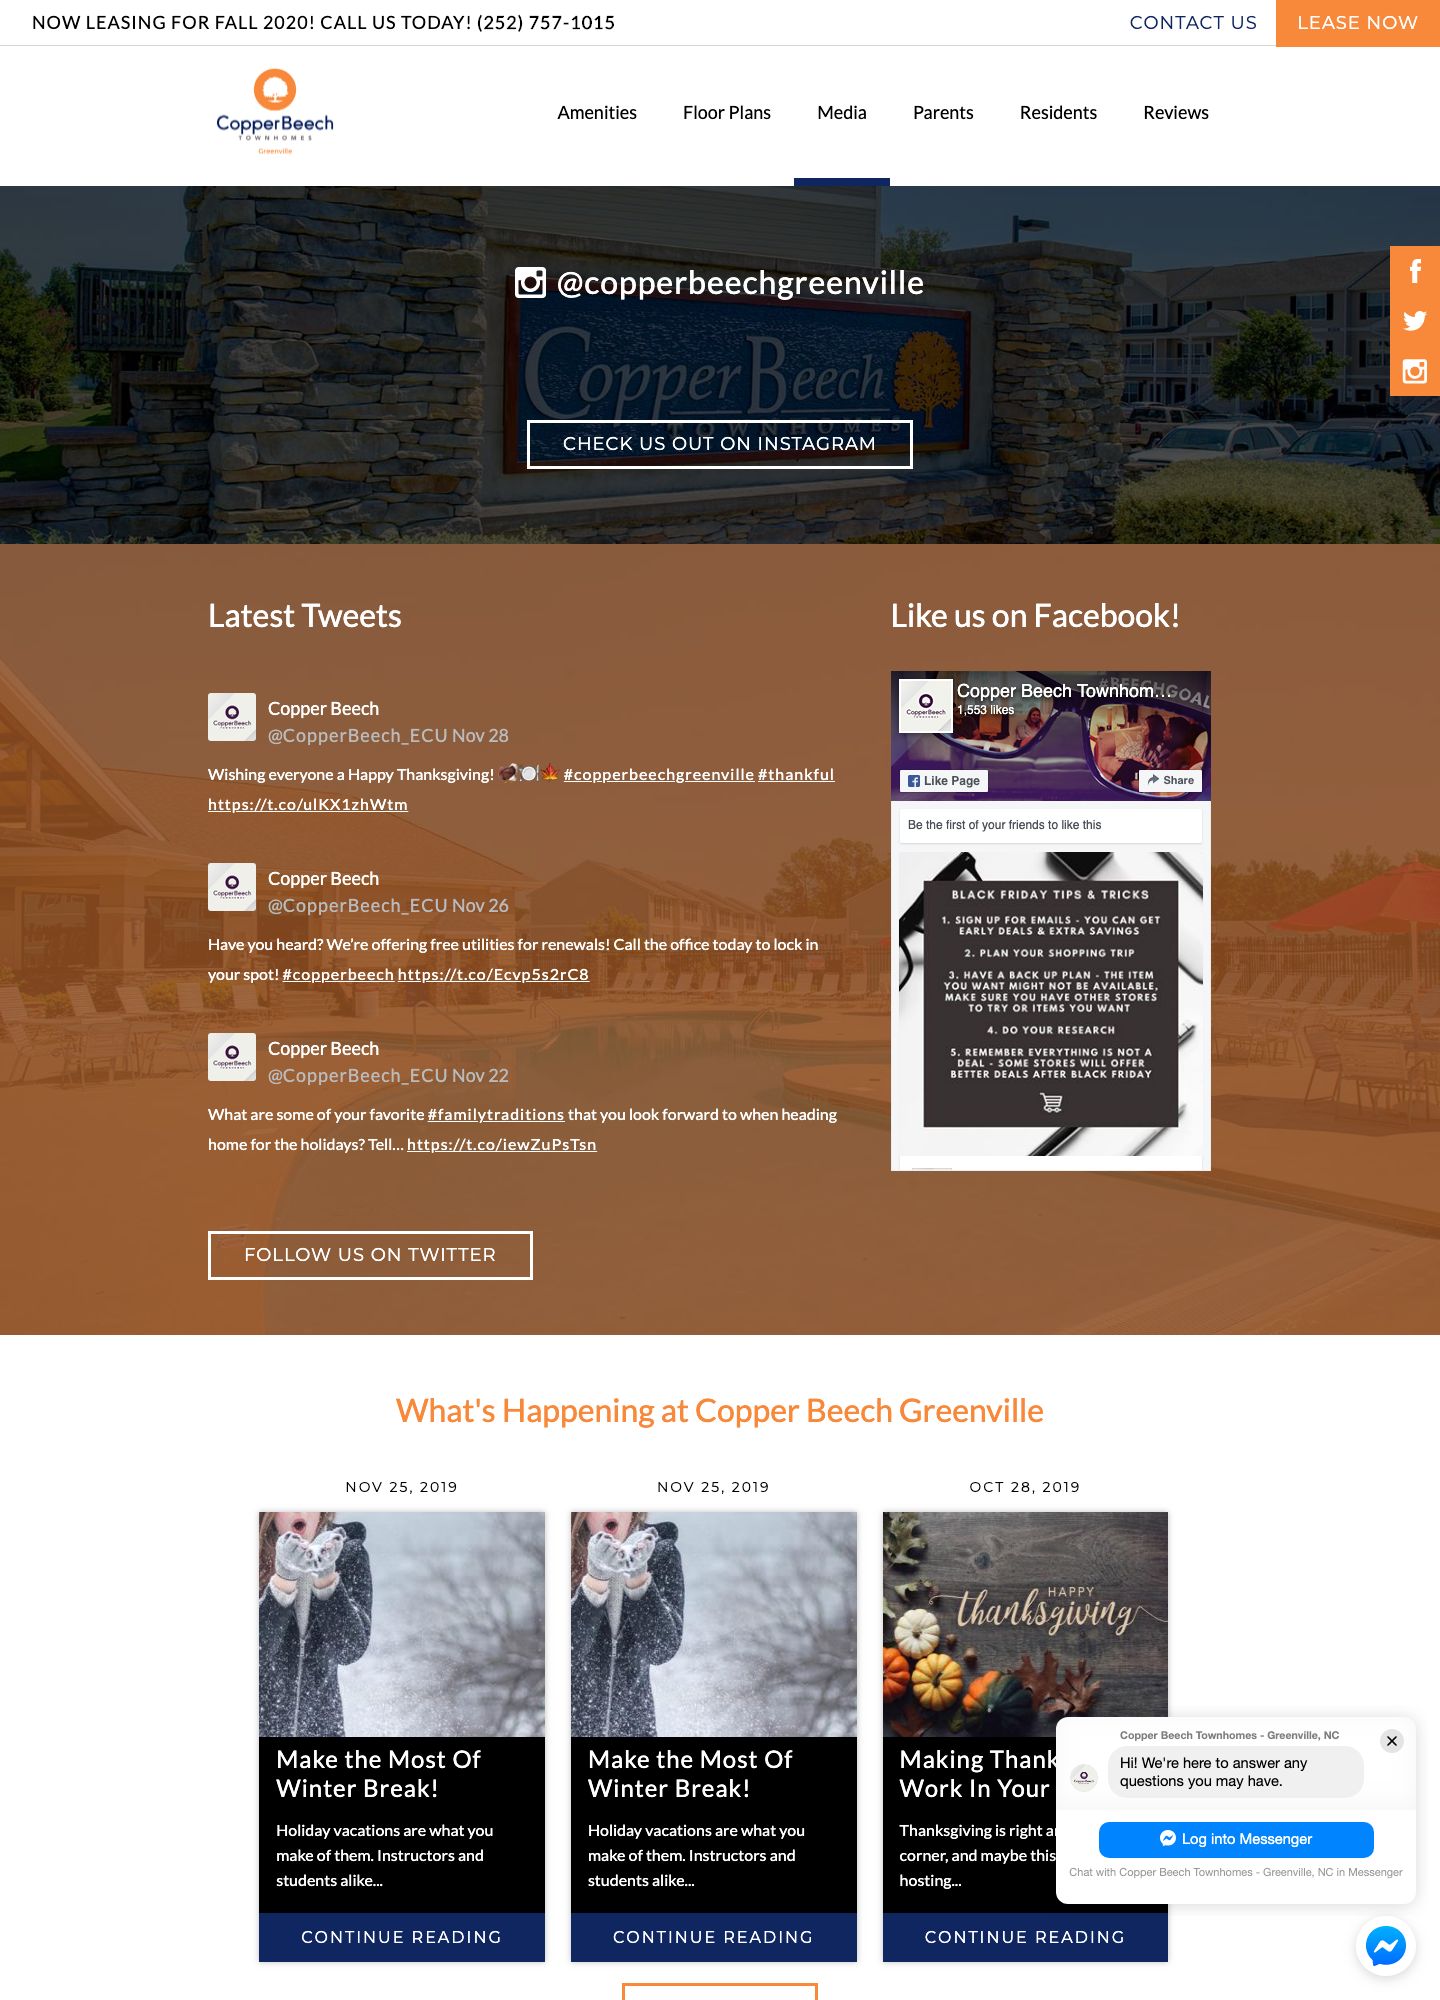 NOW LEASING FOR FALL 2020! CALL US TODAY! (252) 757-1015
CONTACT US
LEASE NOW
CopperBeech
TOWNHOMES
Greenville
Amenities
Floor Plans
Media
Parents
Residents
Reviews
@copperbeechgreenville
Copper Beech
TOWNHOMES
CHECK US OUT ON INSTAGRAM
Latest Tweets
Copper Beech
@CopperBeech_ECU Nov 28
Wishing everyone a Happy Thanksgiving! 🦃🍽️🍁 #copperbeechgreenville #thankful
https://t.co/ulKX1zhWtm
Copper Beech
@CopperBeech_ECU Nov 26
Have you heard? We're offering free utilities for renewals! Call the office today to lock in
your spot! #copperbeech https://t.co/Ecvp5s2rC8
Copper Beech
@CopperBeech_ECU Nov 22
What are some of your favorite #familytraditions that you look forward to when heading
home for the holidays? Tell... https://t.co/iewZuPsTsn
FOLLOW US ON TWITTER
Like us on Facebook!
#BEECHGOAL
CopperBeech
Copper Beech Townhom...
1,553 likes
Like Page
Share
Be the first of your friends to like this
BLACK FRIDAY TIPS & TRICKS
1. SIGN UP FOR EMAILS - YOU CAN GET
EARLY DEALS & EXTRA SAVINGS
2. PLAN YOUR SHOPPING TRIP
3. HAVE A BACK UP PLAN - THE ITEM
YOU WANT MIGHT NOT BE AVAILABLE,
MAKE SURE YOU HAVE OTHER STORES
TO TRY OR ITEMS YOU WANT
4. DO YOUR RESEARCH
5. REMEMBER EVERYTHING IS NOT A
DEAL - SOME STORES WILL OFFER
BETTER DEALS AFTER BLACK FRIDAY
What's Happening at Copper Beech Greenville
NOV 25, 2019
Make the Most Of
Winter Break!
Holiday vacations are what you
make of them. Instructors and
students alike...
CONTINUE READING
NOV 25, 2019
Make the Most Of
Winter Break!
Holiday vacations are what you
make of them. Instructors and
students alike...
CONTINUE READING
OCT 28, 2019
HAPPY
thanksgiving
Making Thank
Work In Your
Thanksgiving is right ar
corner, and maybe this
hosting...
CONTINUE READING
Copper Beech Townhomes - Greenville, NC
Hi! We're here to answer any
questions you may have.
Log into Messenger
Chat with Copper Beech Townhomes - Greenville, NC in Messenger